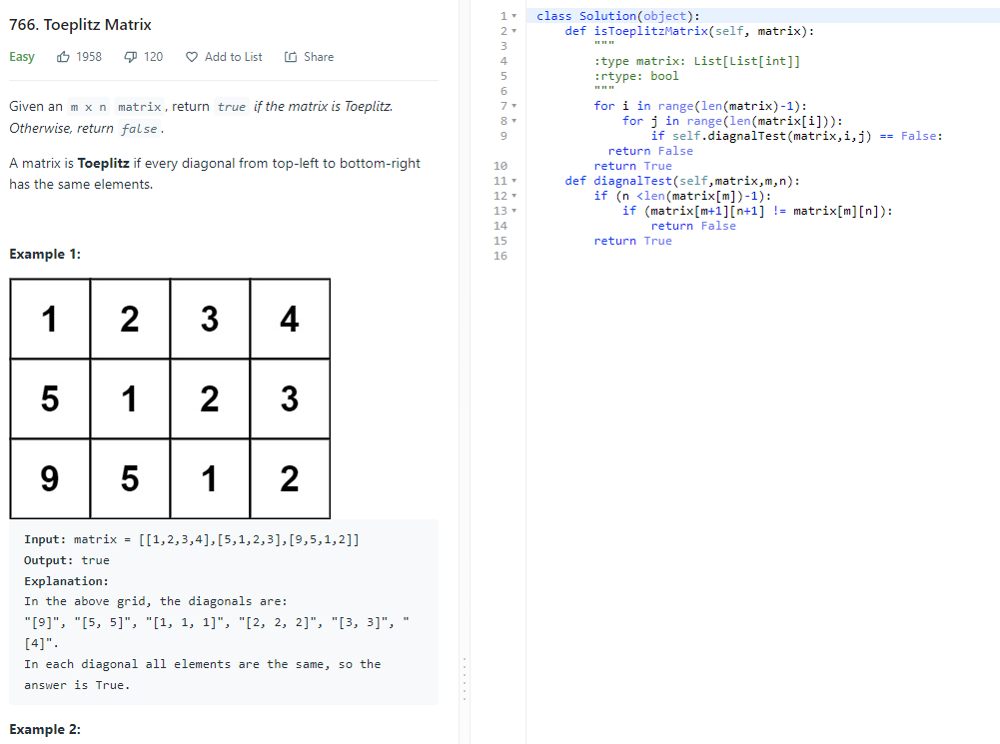 766. Toeplitz Matrix
Easy 1958 120 Add to List Share
Given an m x n matrix, return true if the matrix is Toeplitz.
Otherwise, return false.
A matrix is Toeplitz if every diagonal from top-left to bottom-right
has the same elements.
Example 1:
1 2 3 4
5 1 2 3
9 5 1 2
Input: matrix = [[1,2,3,4],[5,1,2,3],[9,5,1,2]]
Output: true
Explanation:
In the above grid, the diagonals are:
"[9]", "[5, 5]", "[1, 1, 1]", "[2, 2, 2]", "[3, 3]", "
[4]".
In each diagonal all elements are the same, so the
answer is True.
Example 2:
1 class Solution(object):
2 def isToeplitzMatrix(self, matrix):
3 """
4 :type matrix: List[List[int]]
5 :rtype: bool
6 """
7 for i in range(len(matrix)-1):
8 for j in range(len(matrix[i])):
9 if self.diagnalTest(matrix,i,j) == False:
return False
10 return True
11 def diagnalTest(self,matrix,m,n):
12 if (n <len(matrix[m])-1):
13 if (matrix[m+1][n+1] != matrix[m][n]):
14 return False
15 return True
16